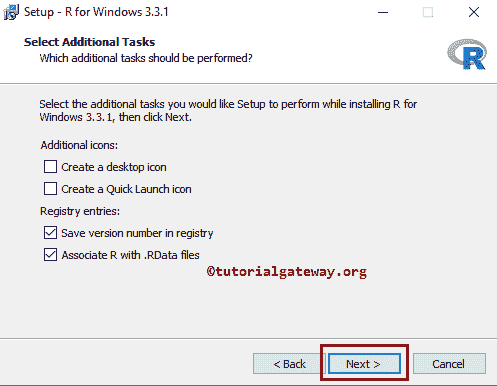 Setup - R for Windows 3.3.1
Select Additional Tasks
Which additional tasks should be performed?
R
Select the additional tasks you would like Setup to perform while installing R for
Windows 3.3.1, then click Next.
Additional icons:
Create a desktop icon
Create a Quick Launch icon
Registry entries:
Save version number in registry
Associate R with .RData files
©tutorialgateway.org
< Back
Next >
Cancel